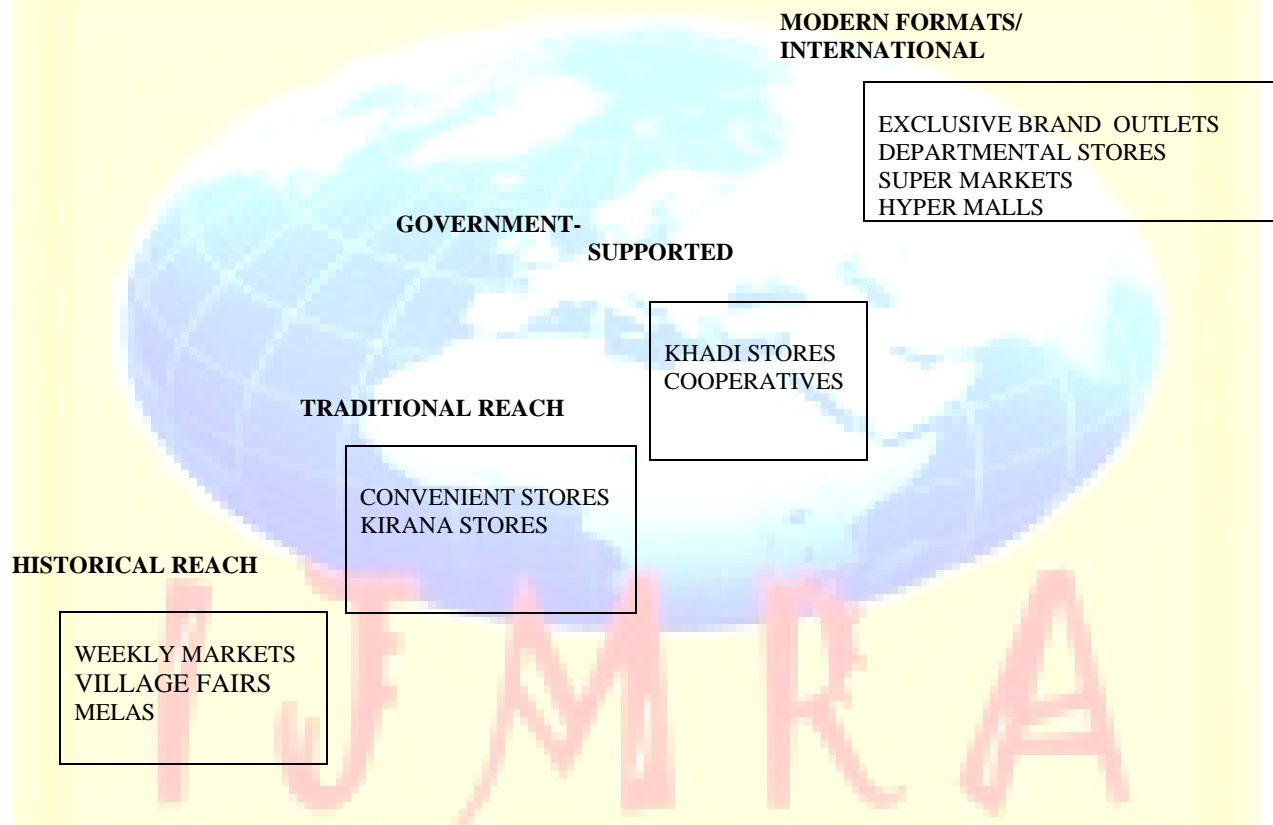 MODERN FORMATS/
INTERNATIONAL
EXCLUSIVE BRAND  OUTLETS
DEPARTMENTAL STORES
SUPER MARKETS
HYPER MALLS
GOVERNMENT-
SUPPORTED
KHADI STORES
COOPERATIVES
TRADITIONAL REACH
CONVENIENT STORES
KIRANA STORES
HISTORICAL REACH
WEEKLY MARKETS
VILLAGE FAIRS
MELAS
IJMRA